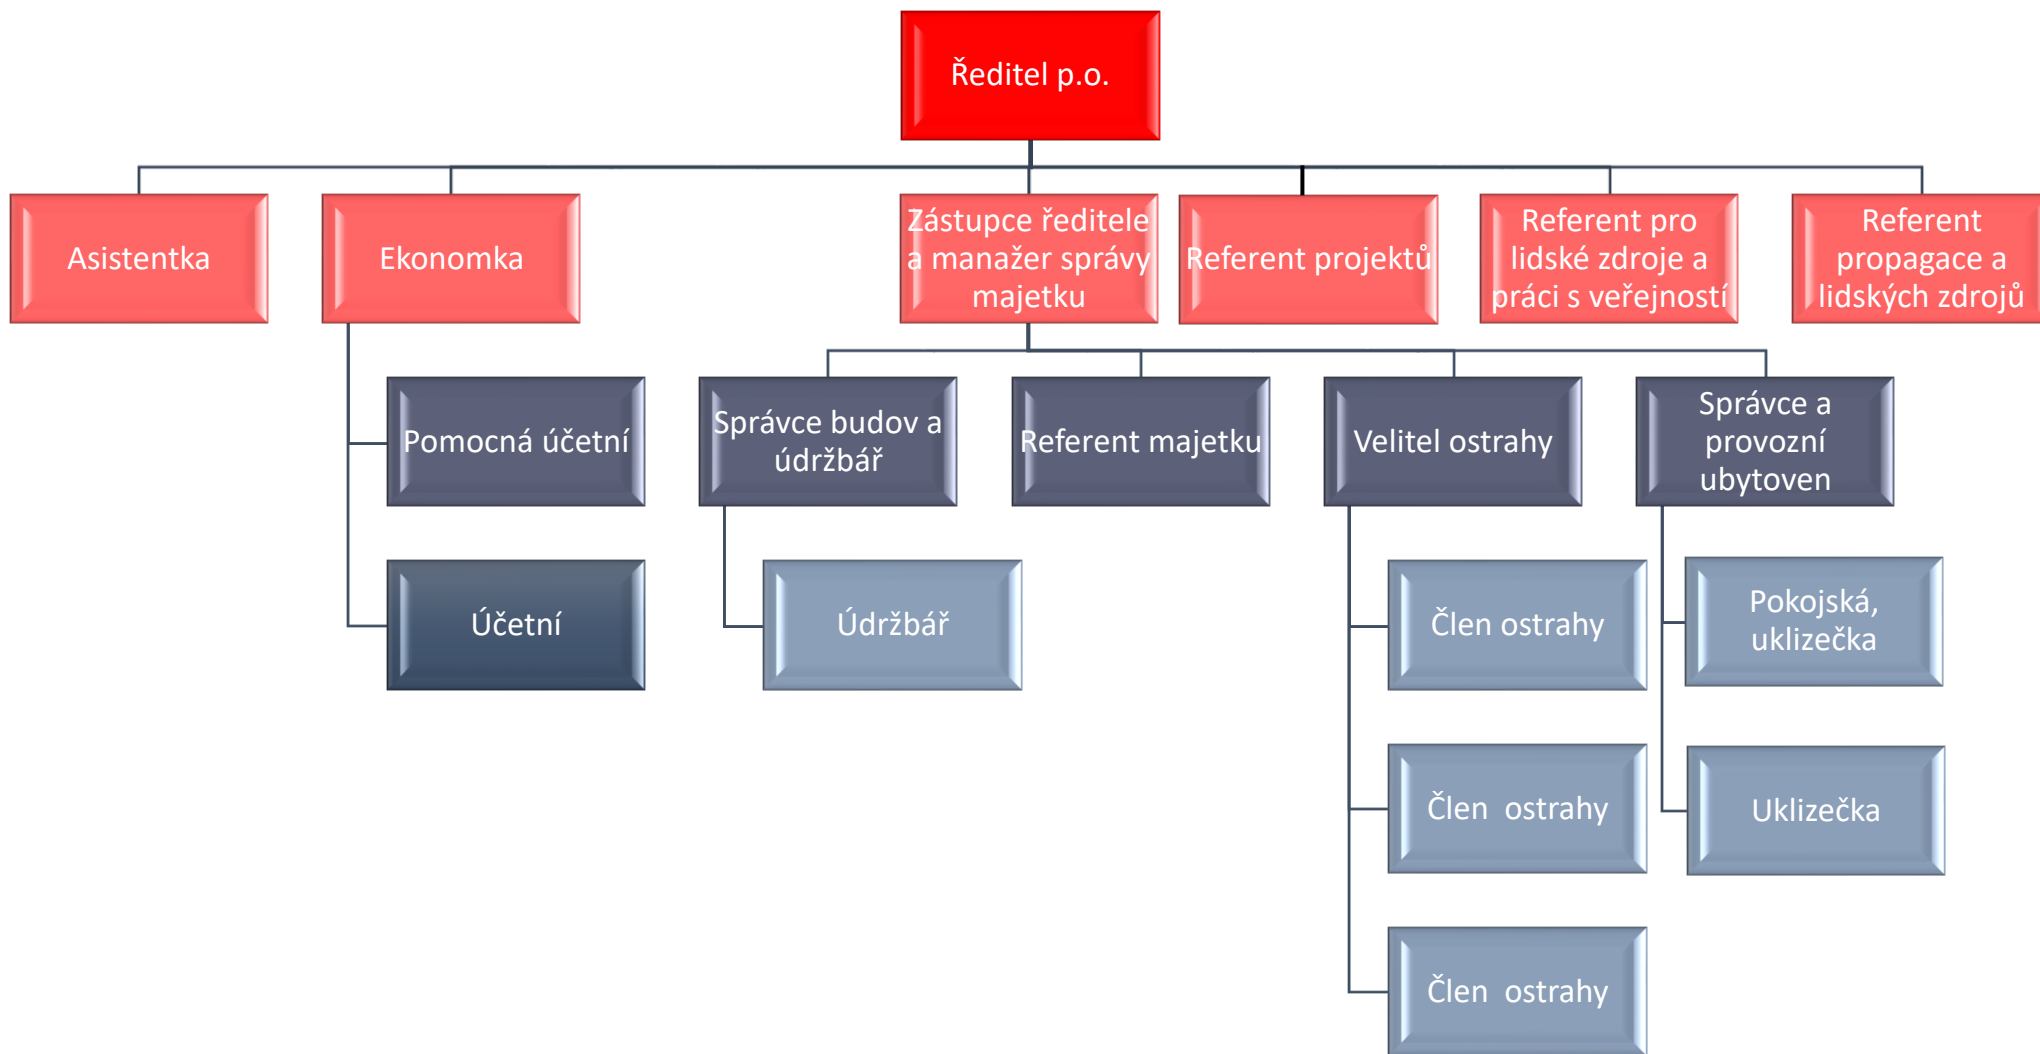 Ředitel p.o.
Asistentka
Ekonomka
Zástupce ředitele
a manažer správy
majetku
Referent projektů
Referent pro
lidské zdroje a
práci s veřejností
Referent
propagace a
lidských zdrojů
Pomocná účetní
Správce budov a
údržbář
Referent majetku
Velitel ostrahy
Správce a
provozní
ubytoven
Účetní
Údržbář
Člen ostrahy
Pokojská,
uklizečka
Člen  ostrahy
Uklizečka
Člen  ostrahy